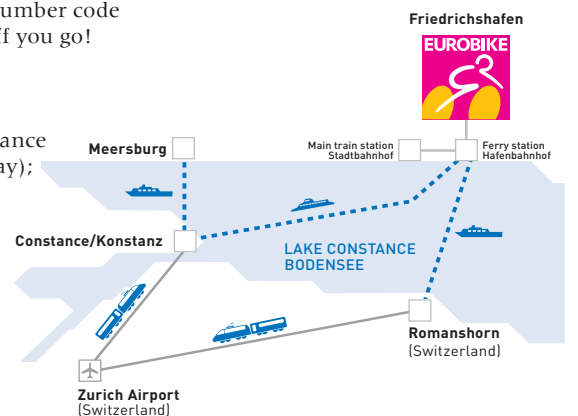 umber code
ff you go!
ance
ay);
Friedrichshafen
EUROBIKE
Main train station
Stadtbahnhof
Ferry station
Hafenbahnhof
Meersburg
Constance/Konstanz
LAKE CONSTANCE
BODENSEE
Romanshorn
(Switzerland)
Zurich Airport
(Switzerland)